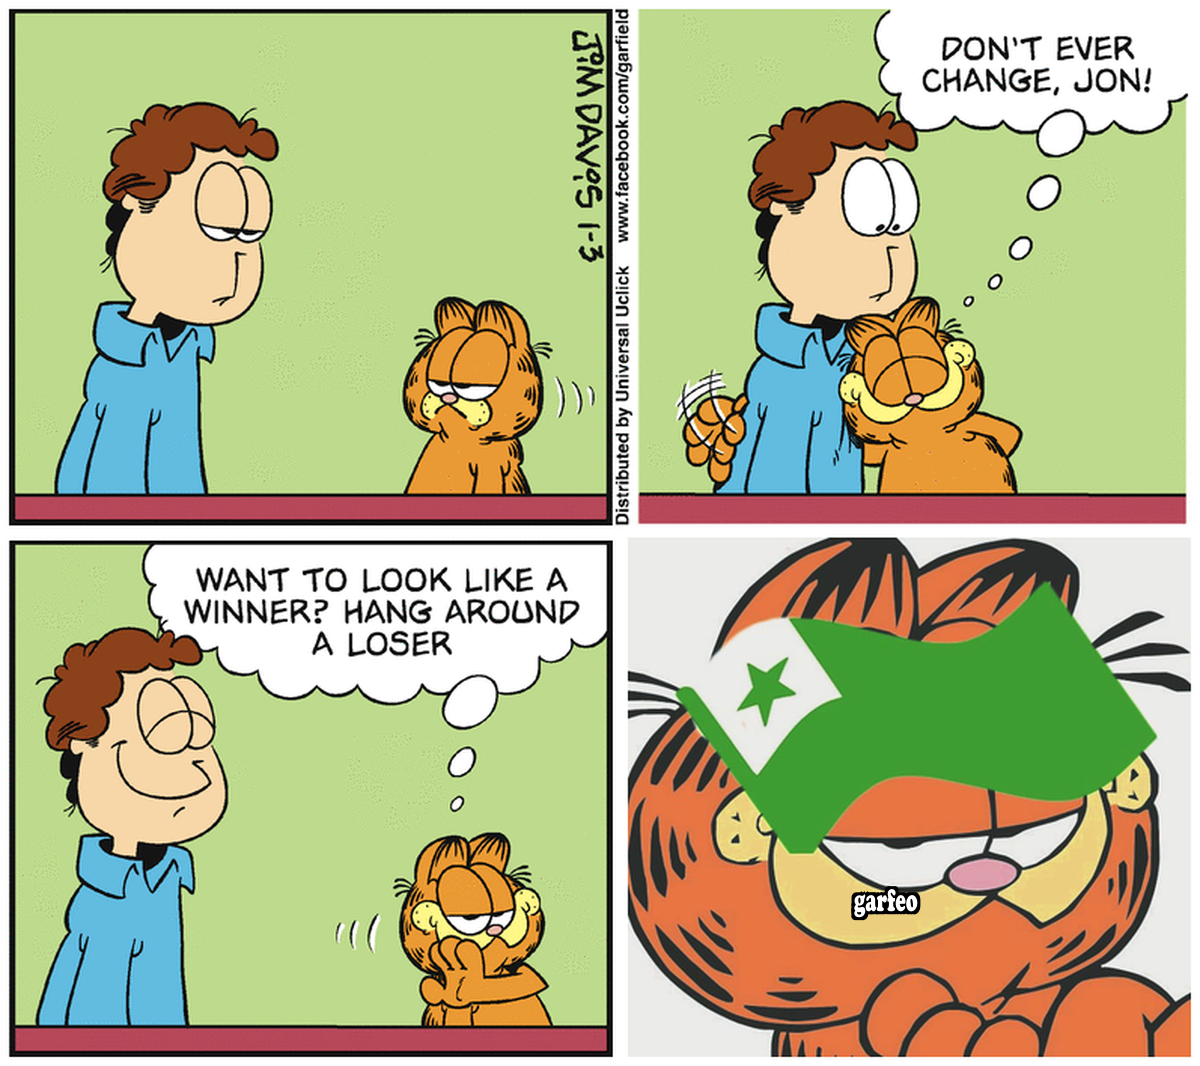 JIM DAVIS 1-3
Distributed by Universal Uclick www.facebook.com/garfield
DON'T EVER
CHANGE, JON!
WANT TO LOOK LIKE A
WINNER? HANG AROUND
A LOSER
garfeo